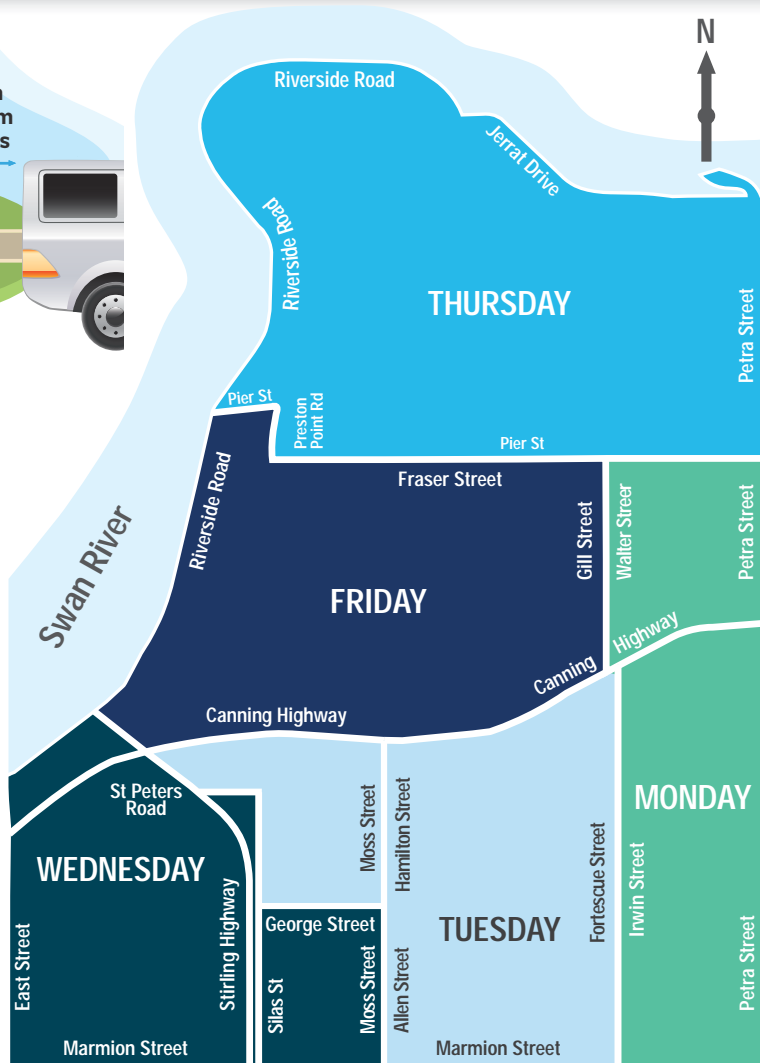 N
m
s
Riverside Road
Jerrat Drive
Riverside Road
THURSDAY
Petra Street
Pier St
Preston
Point Rd
Pier St
Fraser Street
Riverside Road
Gill Street
Walter Streer
Petra Street
Swan River
FRIDAY
Highway
Canning
Canning Highway
St Peters
Road
MONDAY
Moss Street
Hamilton Street
WEDNESDAY
Fortescue Street
Irwin Street
Stirling Highway
George Street
TUESDAY
East Street
Silas St
Moss Street
Allen Street
Petra Street
Marmion Street
Marmion Street